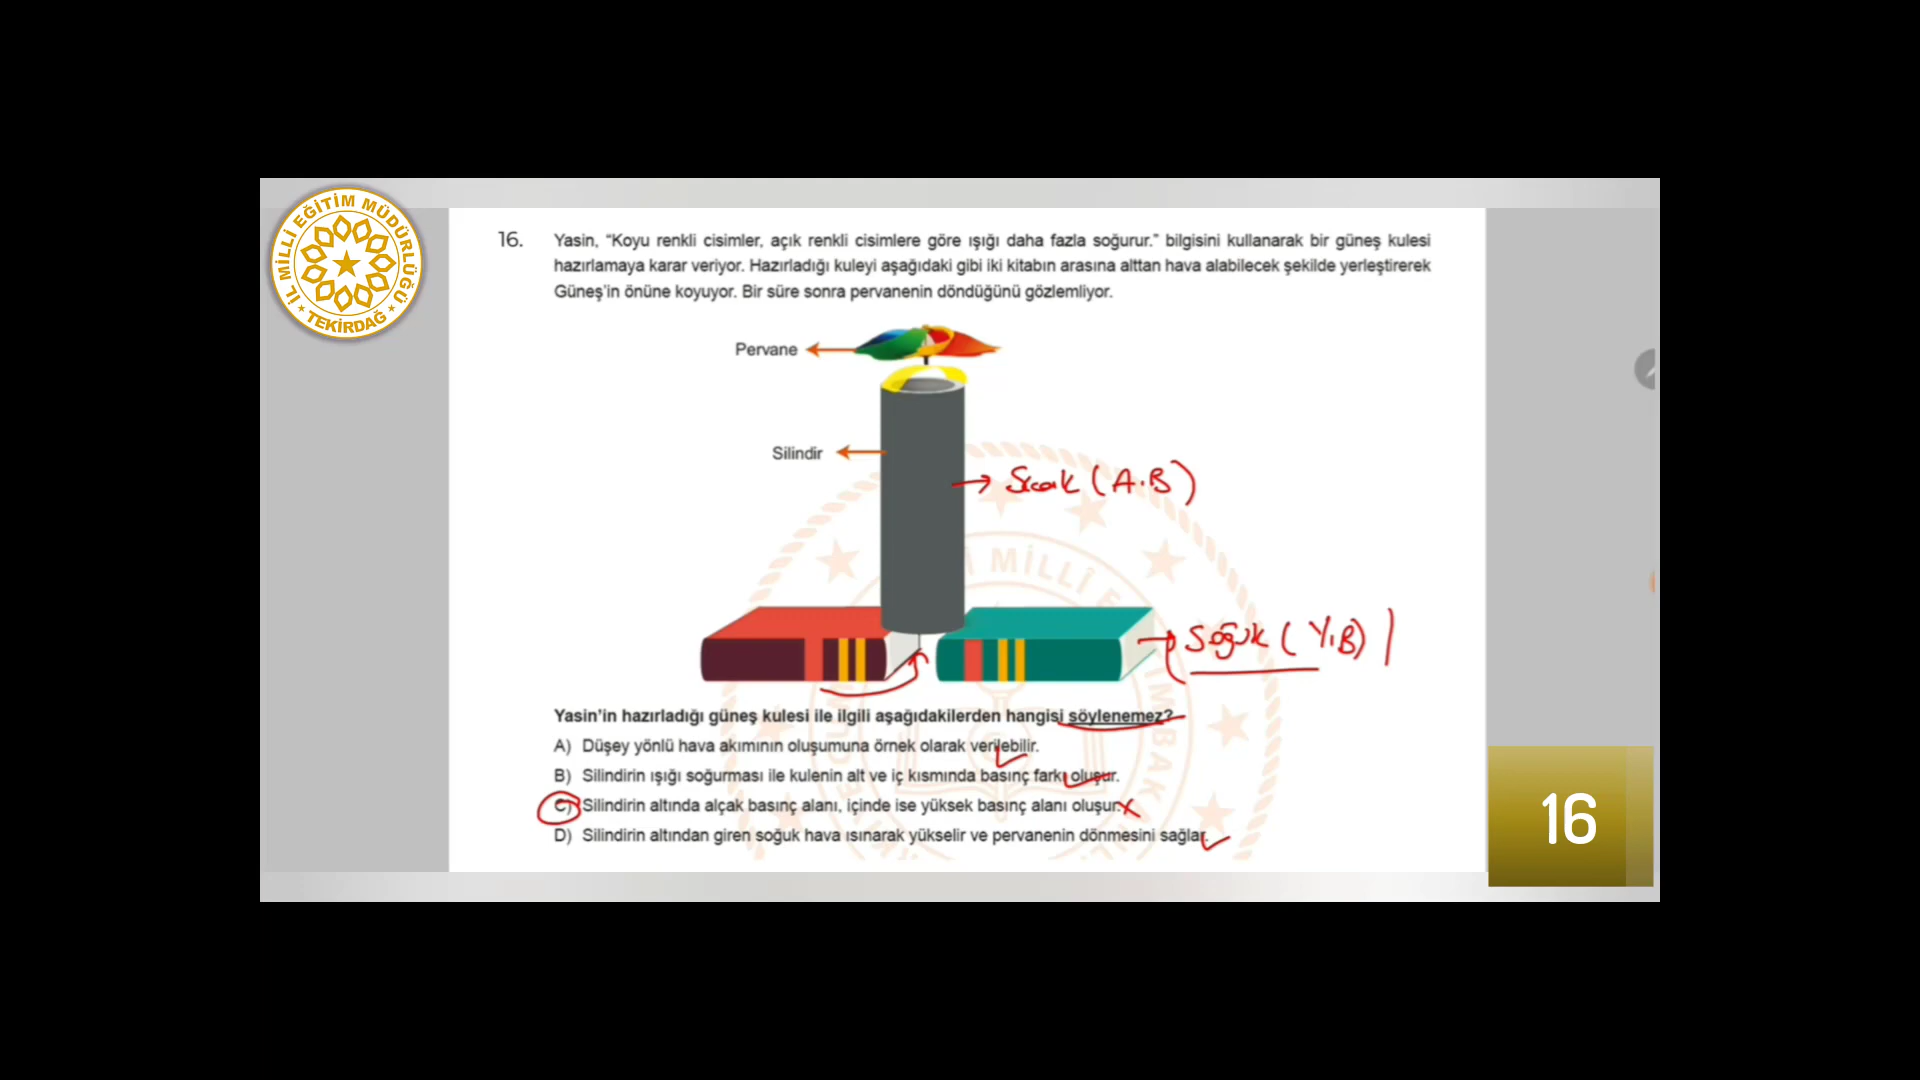 İL MİLLİ EĞİTİM MÜDÜRLÜĞÜ
TEKİRDAĞ
16. Yasin, “Koyu renkli cisimler, açık renkli cisimlere göre ışığı daha fazla soğurur.” bilgisini kullanarak bir güneş kulesi
hazırlamaya karar veriyor. Hazırladığı kuleyi aşağıdaki gibi iki kitabın arasına alttan hava alabilecek şekilde yerleştirerek
Güneş’in önüne koyuyor. Bir süre sonra pervanenin döndüğünü gözlemliyor.
Pervane
Silindir
Sıcak (A.B)
MİLLÎ E
Soğuk (Y.B)
Yasin’in hazırladığı güneş kulesi ile ilgili aşağıdakilerden hangisi söylenemez?
A) Düşey yönlü hava akımının oluşumuna örnek olarak verilebilir.
B) Silindirin ışığı soğurması ile kulenin alt ve iç kısmında basınç farkı oluşur.
C) Silindirin altında alçak basınç alanı, içinde ise yüksek basınç alanı oluşur.
D) Silindirin altından giren soğuk hava ısınarak yükselir ve pervanenin dönmesini sağlar.
16